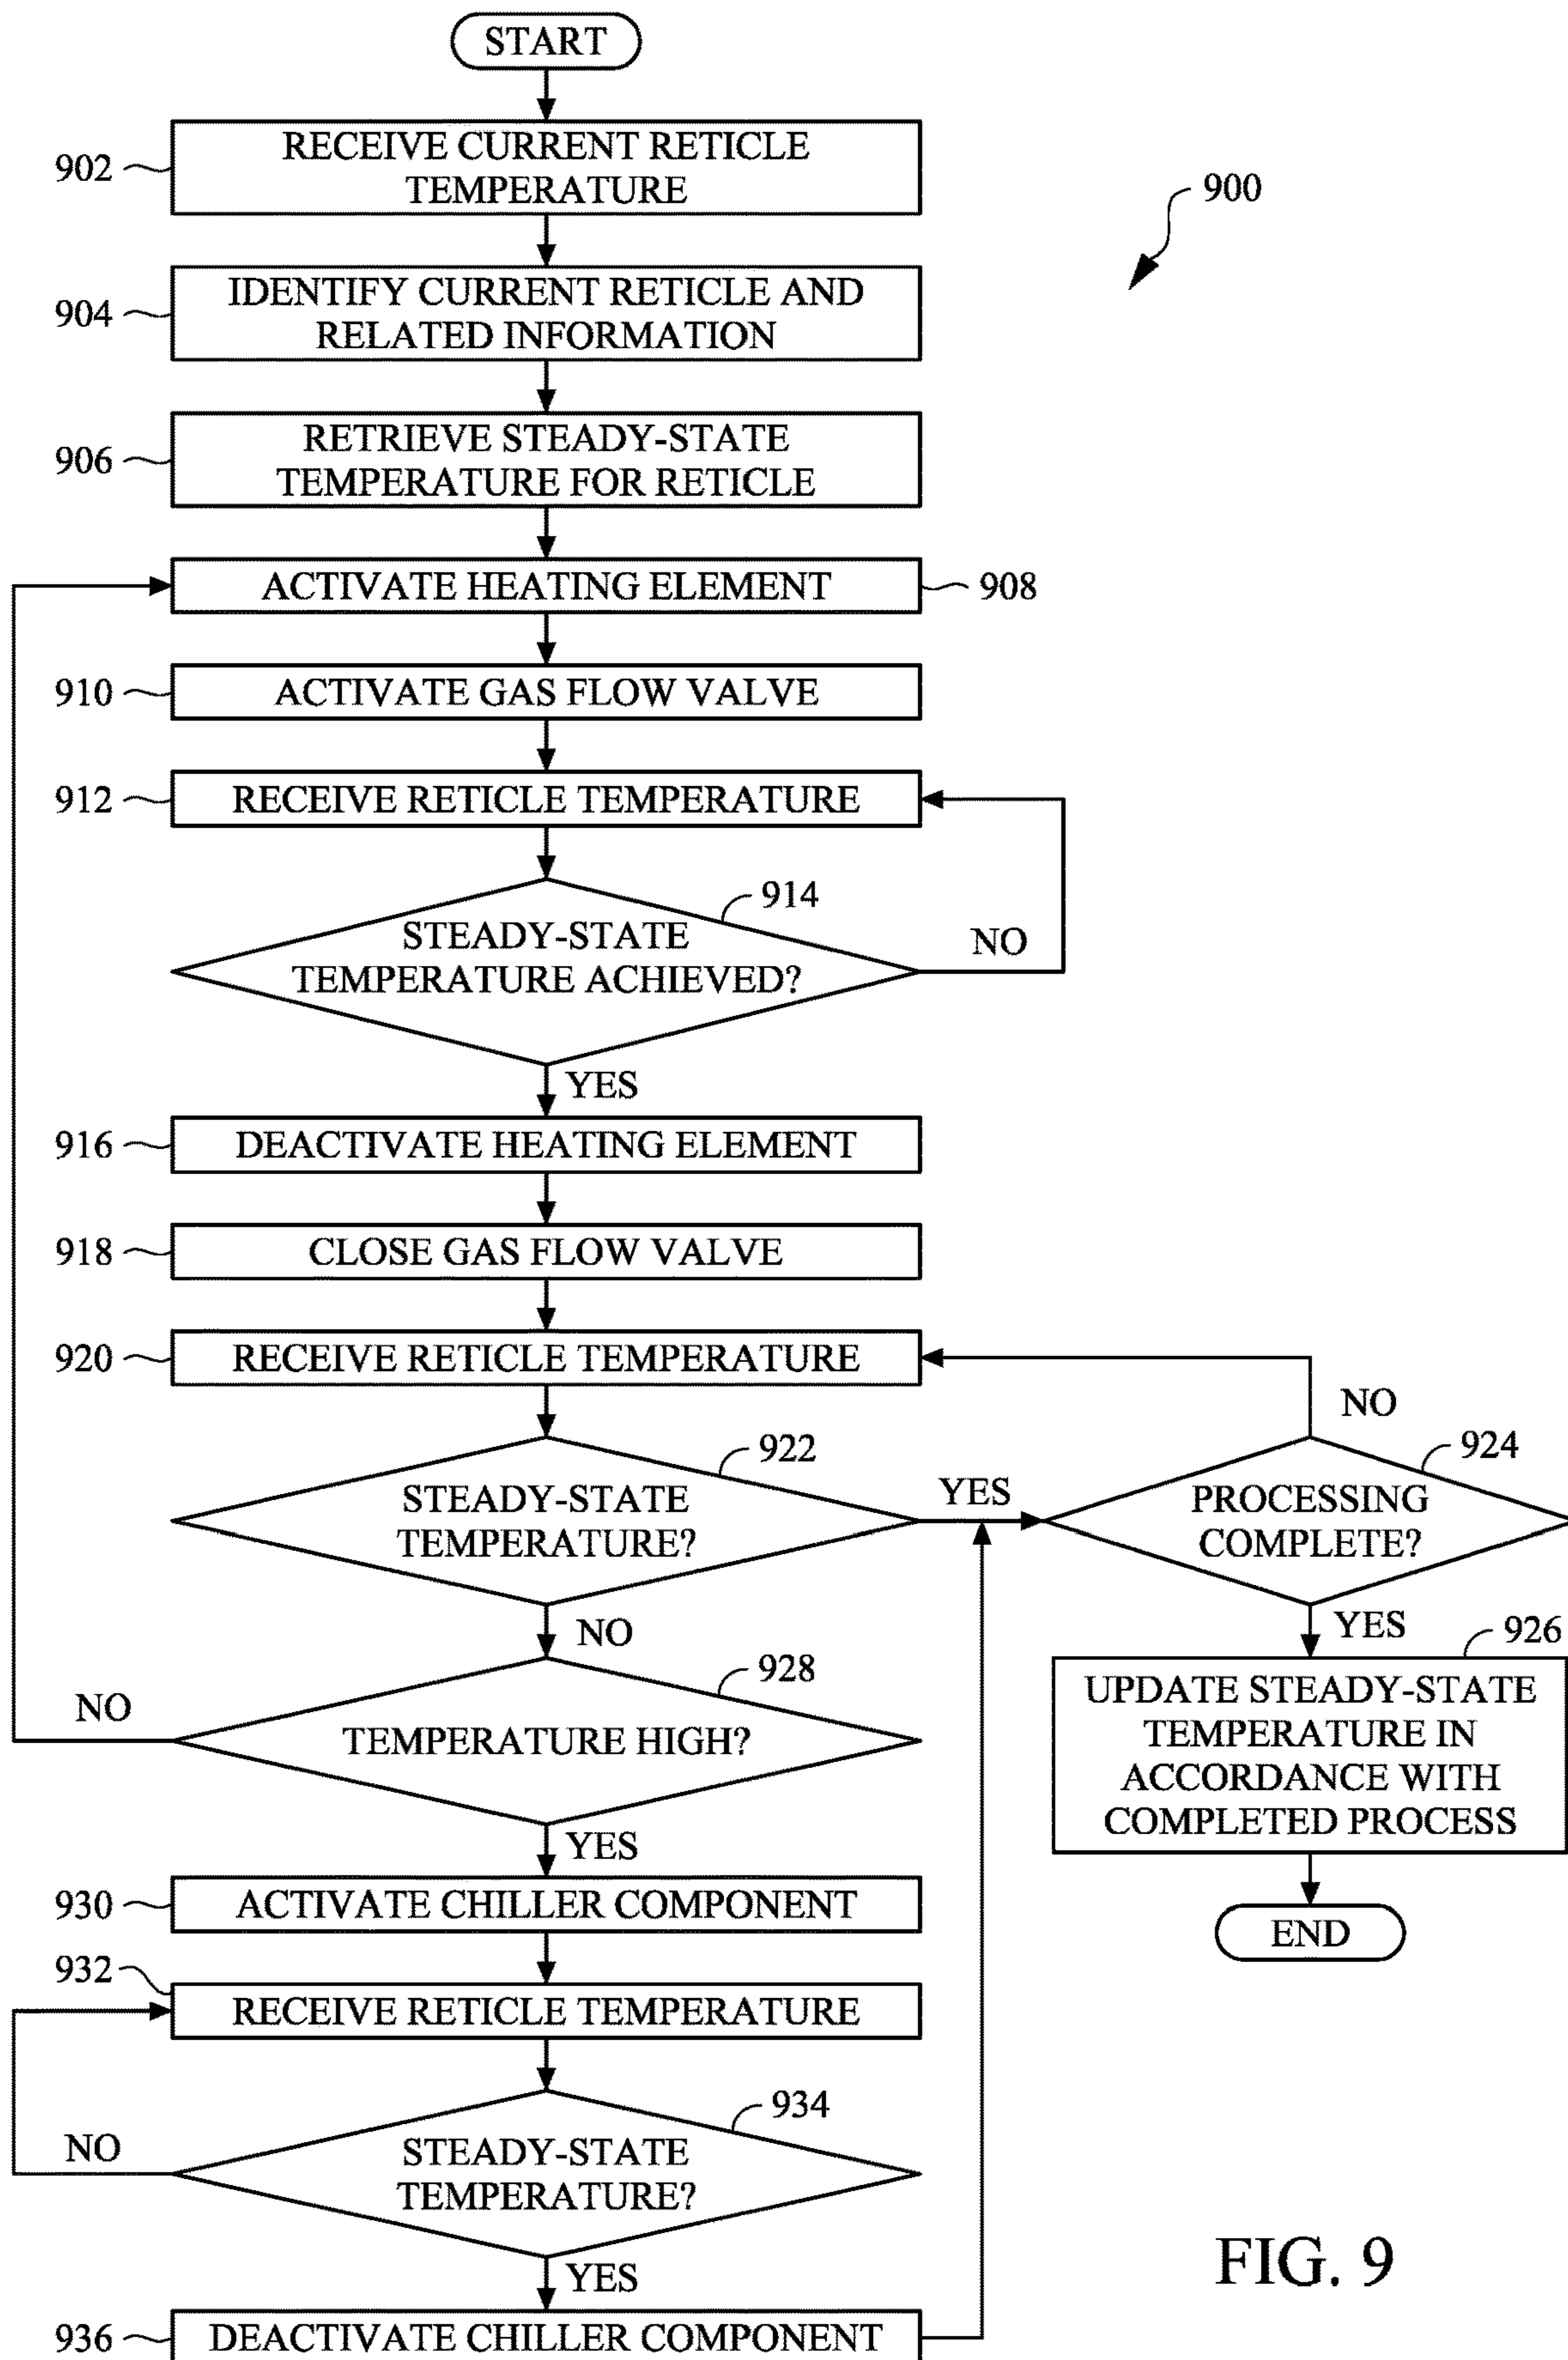 START
902
RECEIVE CURRENT RETICLE
TEMPERATURE
900
904
IDENTIFY CURRENT RETICLE AND
RELATED INFORMATION
906
RETRIEVE STEADY-STATE
TEMPERATURE FOR RETICLE
ACTIVATE HEATING ELEMENT
908
910
ACTIVATE GAS FLOW VALVE
912
RECEIVE RETICLE TEMPERATURE
914
STEADY-STATE
TEMPERATURE ACHIEVED?
NO
YES
916
DEACTIVATE HEATING ELEMENT
918
CLOSE GAS FLOW VALVE
920
RECEIVE RETICLE TEMPERATURE
NO
922
STEADY-STATE
TEMPERATURE?
YES
924
PROCESSING
COMPLETE?
NO
YES
926
UPDATE STEADY-STATE
TEMPERATURE IN
ACCORDANCE WITH
COMPLETED PROCESS
END
928
TEMPERATURE HIGH?
NO
YES
930
ACTIVATE CHILLER COMPONENT
932
RECEIVE RETICLE TEMPERATURE
934
STEADY-STATE
TEMPERATURE?
NO
YES
936
DEACTIVATE CHILLER COMPONENT
FIG. 9